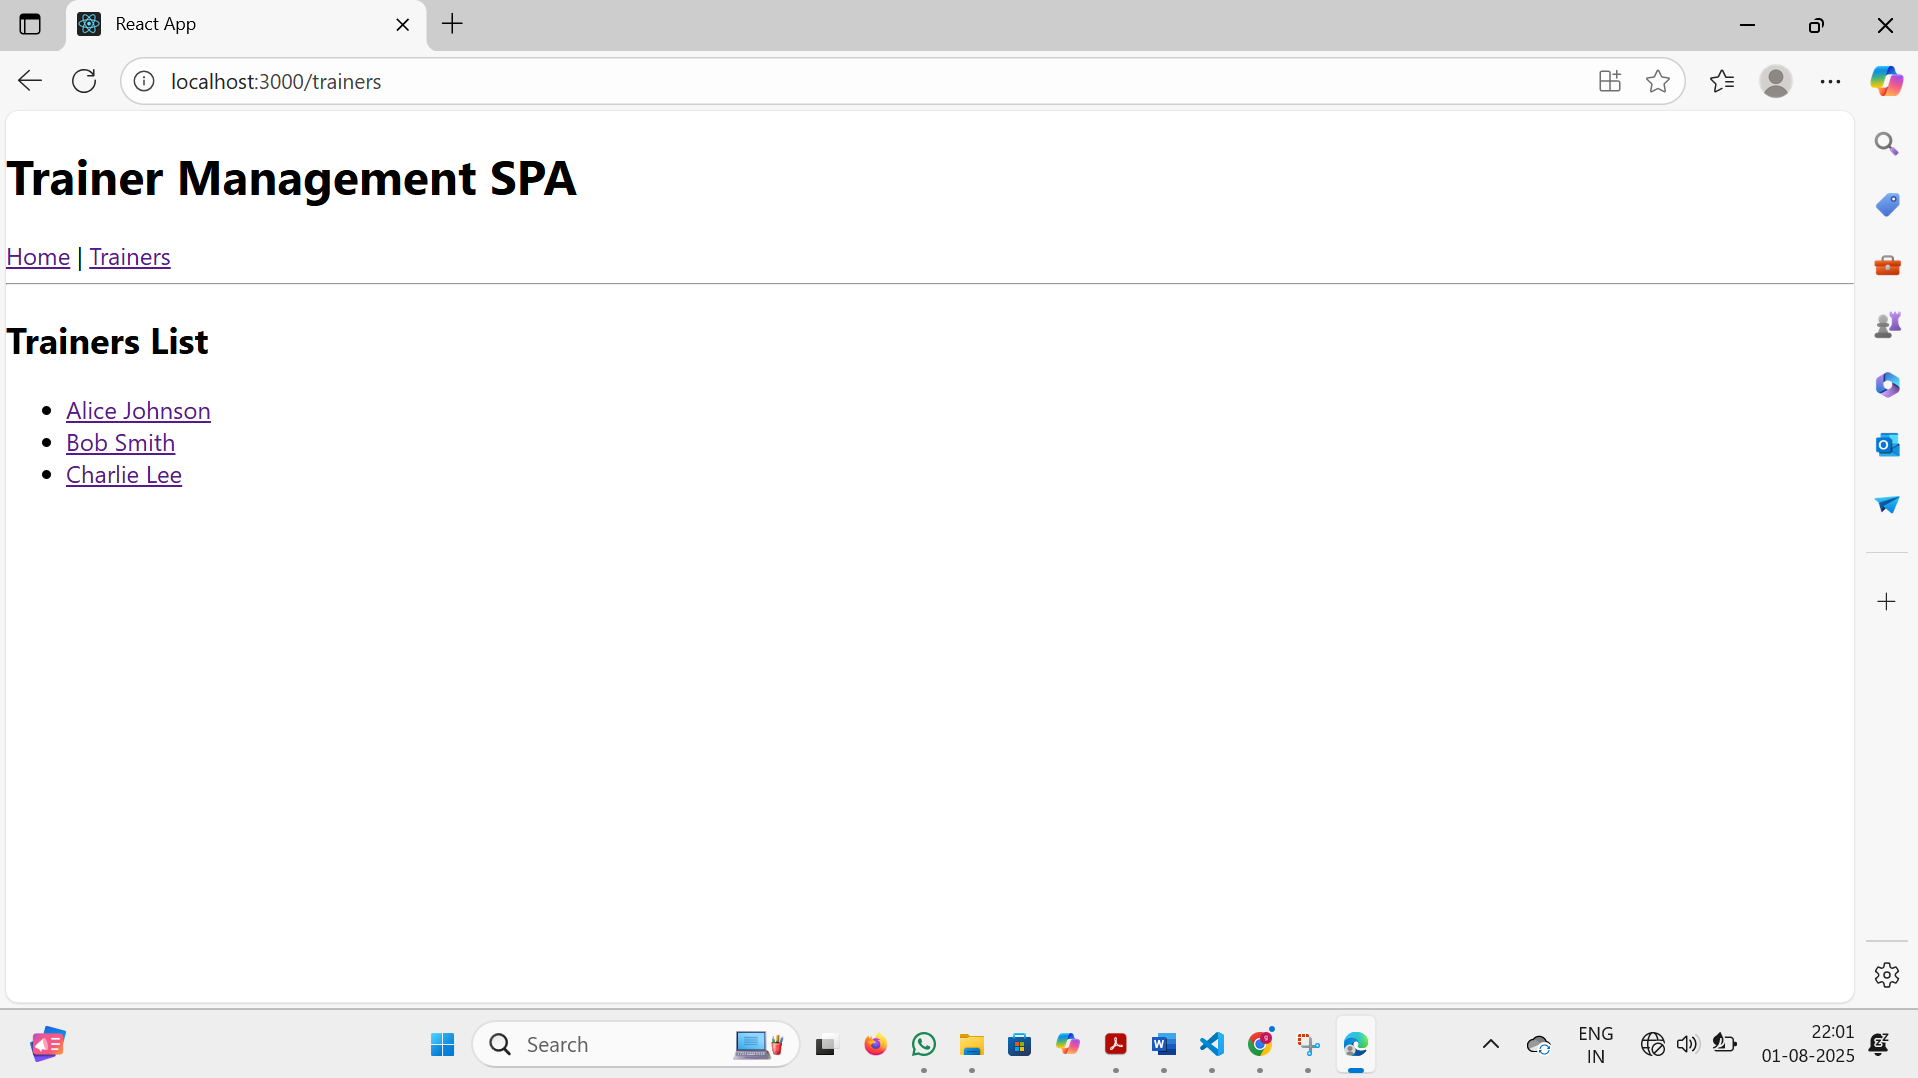 React App
localhost:3000/trainers
Trainer Management SPA
Home | Trainers
Trainers List
Alice Johnson
Bob Smith
Charlie Lee
Search
9
ENG
IN
22:01
01-08-2025